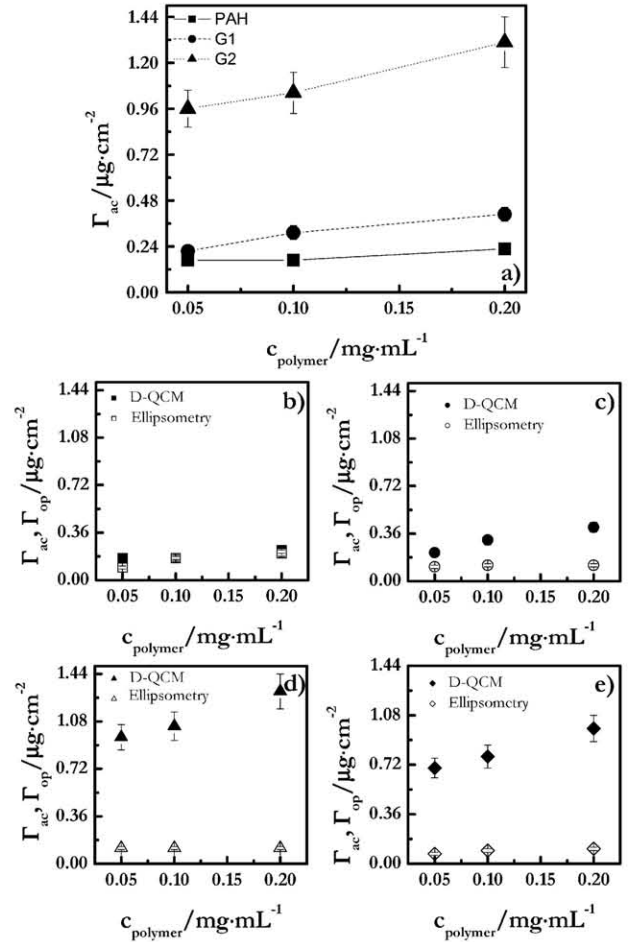 1.44
1.20
0.96
0.72
0.48
0.24
0.00
Γac/µg·cm-2
PAH
G1
G2
a)
0.05 0.10 0.15 0.20
cpolymer/mg·mL-1
1.44
1.08
0.72
0.36
0.00
Γac, Γop/µg·cm-2
D-QCM
Ellipsometry
b)
0.05 0.10 0.15 0.20
cpolymer/mg·mL-1
1.44
1.08
0.72
0.36
0.00
Γac, Γop/µg·cm-2
D-QCM
Ellipsometry
c)
0.05 0.10 0.15 0.20
cpolymer/mg·mL-1
1.44
1.08
0.72
0.36
0.00
Γac, Γop/µg·cm-2
D-QCM
Ellipsometry
d)
0.05 0.10 0.15 0.20
cpolymer/mg·mL-1
1.44
1.08
0.72
0.36
0.00
Γac, Γop/µg·cm-2
D-QCM
Ellipsometry
e)
0.05 0.10 0.15 0.20
cpolymer/mg·mL-1